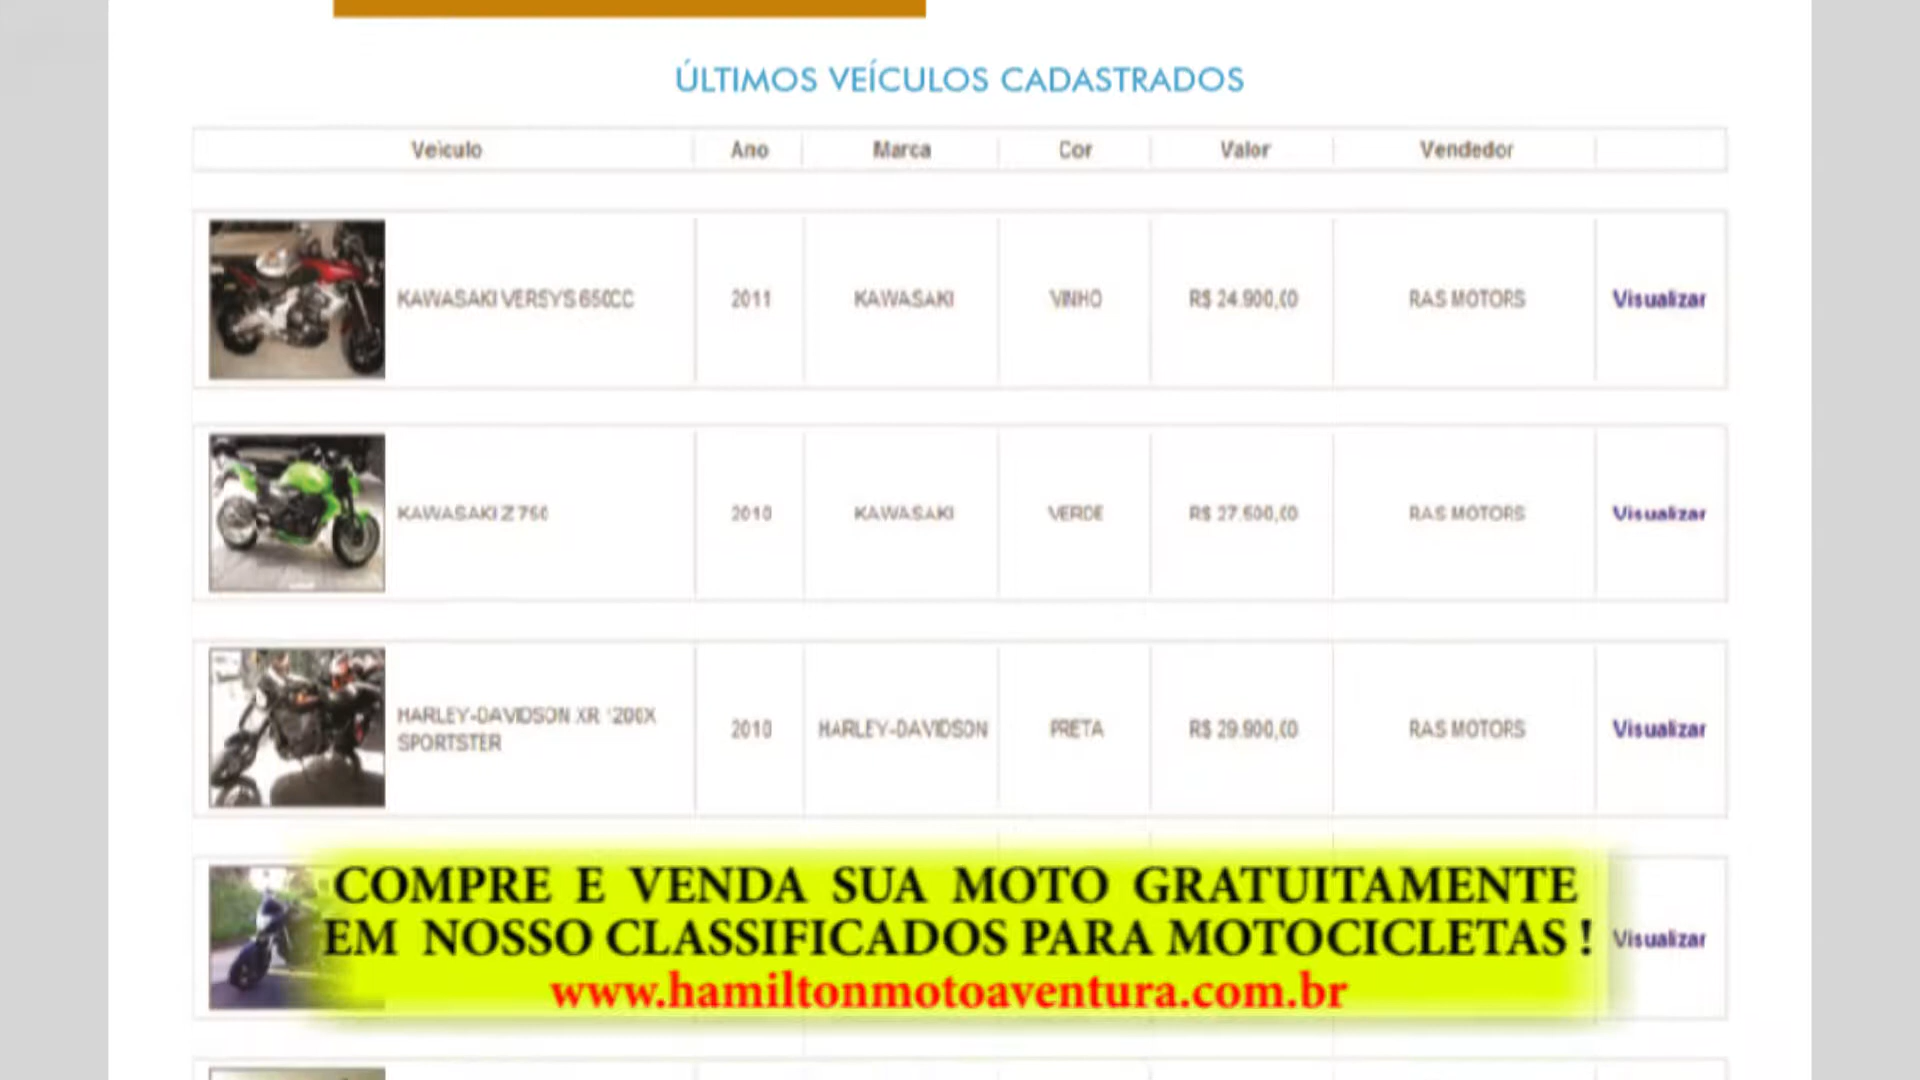 ÚLTIMOS VEÍCULOS CADASTRADOS
Veículo Ano Marca Cor Valor Vendedor
KAWASAKI VERSYS 650CC 2011 KAWASAKI VINHO R$ 24.900,00 RAS MOTORS Visualizar
KAWASAKI Z 750 2010 KAWASAKI VERDE R$ 27.500,00 RAS MOTORS Visualizar
HARLEY-DAVIDSON XR 1200X
SPORTSTER 2010 HARLEY-DAVIDSON PRETA R$ 29.900,00 RAS MOTORS Visualizar
COMPRE E VENDA SUA MOTO GRATUITAMENTE
EM NOSSO CLASSIFICADOS PARA MOTOCICLETAS ! Visualizar
www.hamiltonmotoaventura.com.br